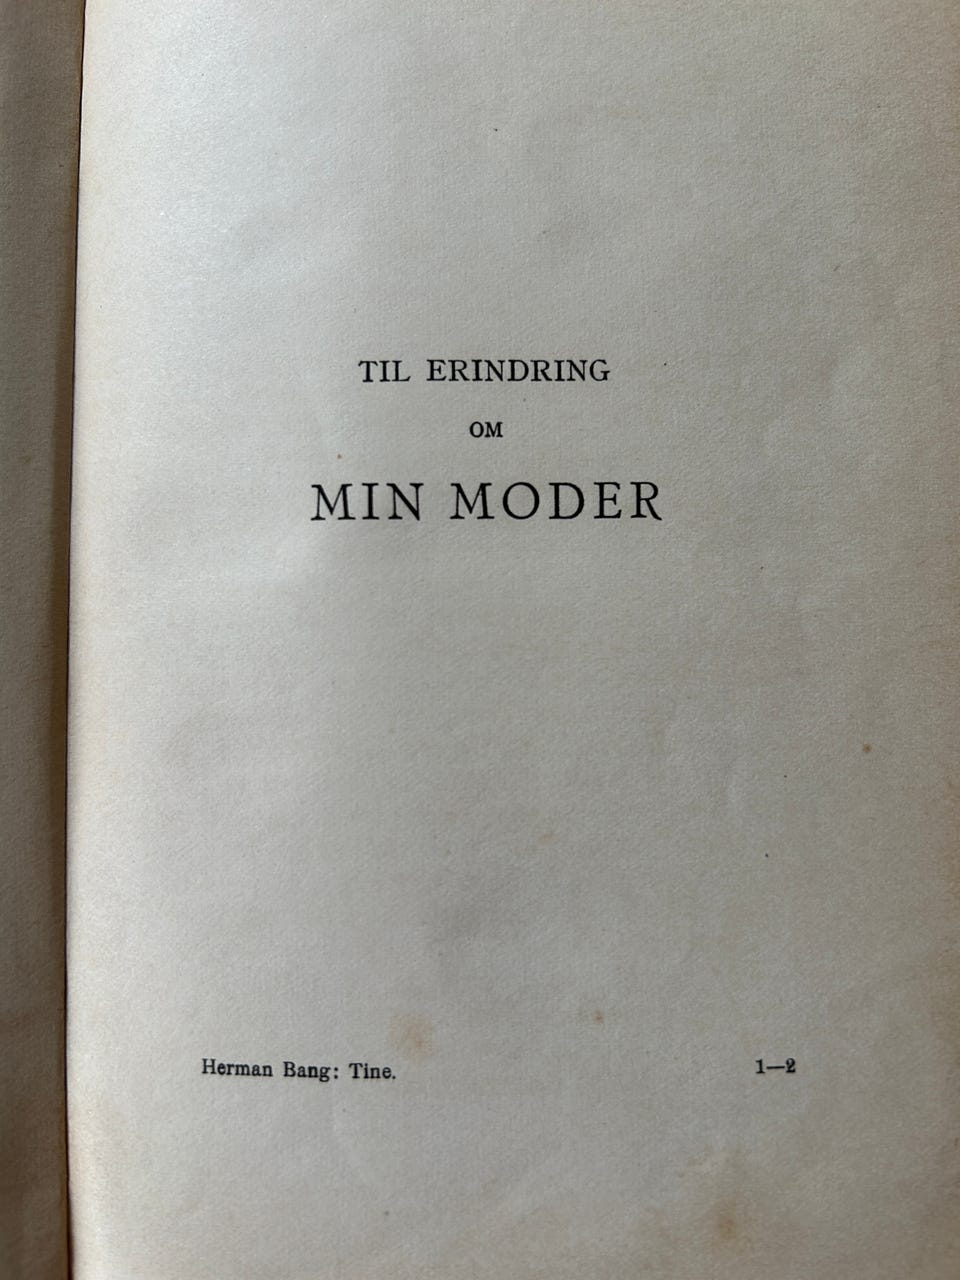 TIL ERINDRING
OM
MIN MODER
Herman Bang: Tine. 1—2